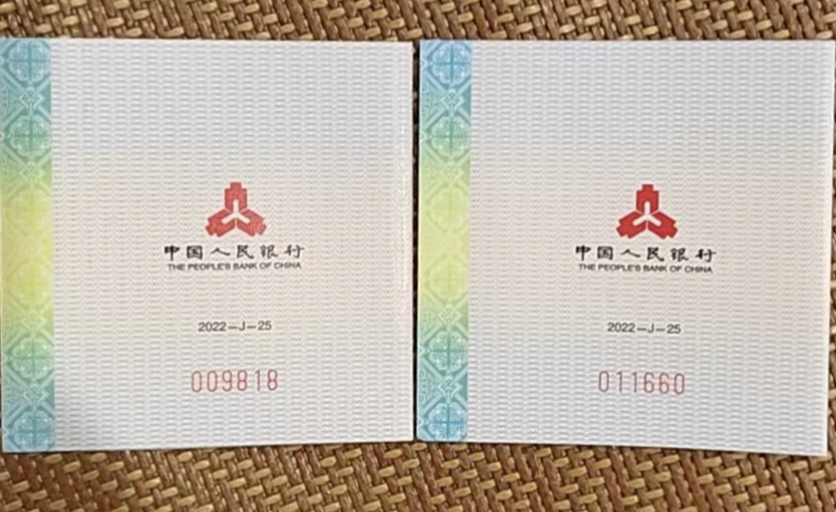 中国人民银行
THE PEOPLE'S BANK OF CHINA
2022-J-25
009818
中国人民银行
THE PEOPLE'S BANK OF CHINA
2022-J-25
011660